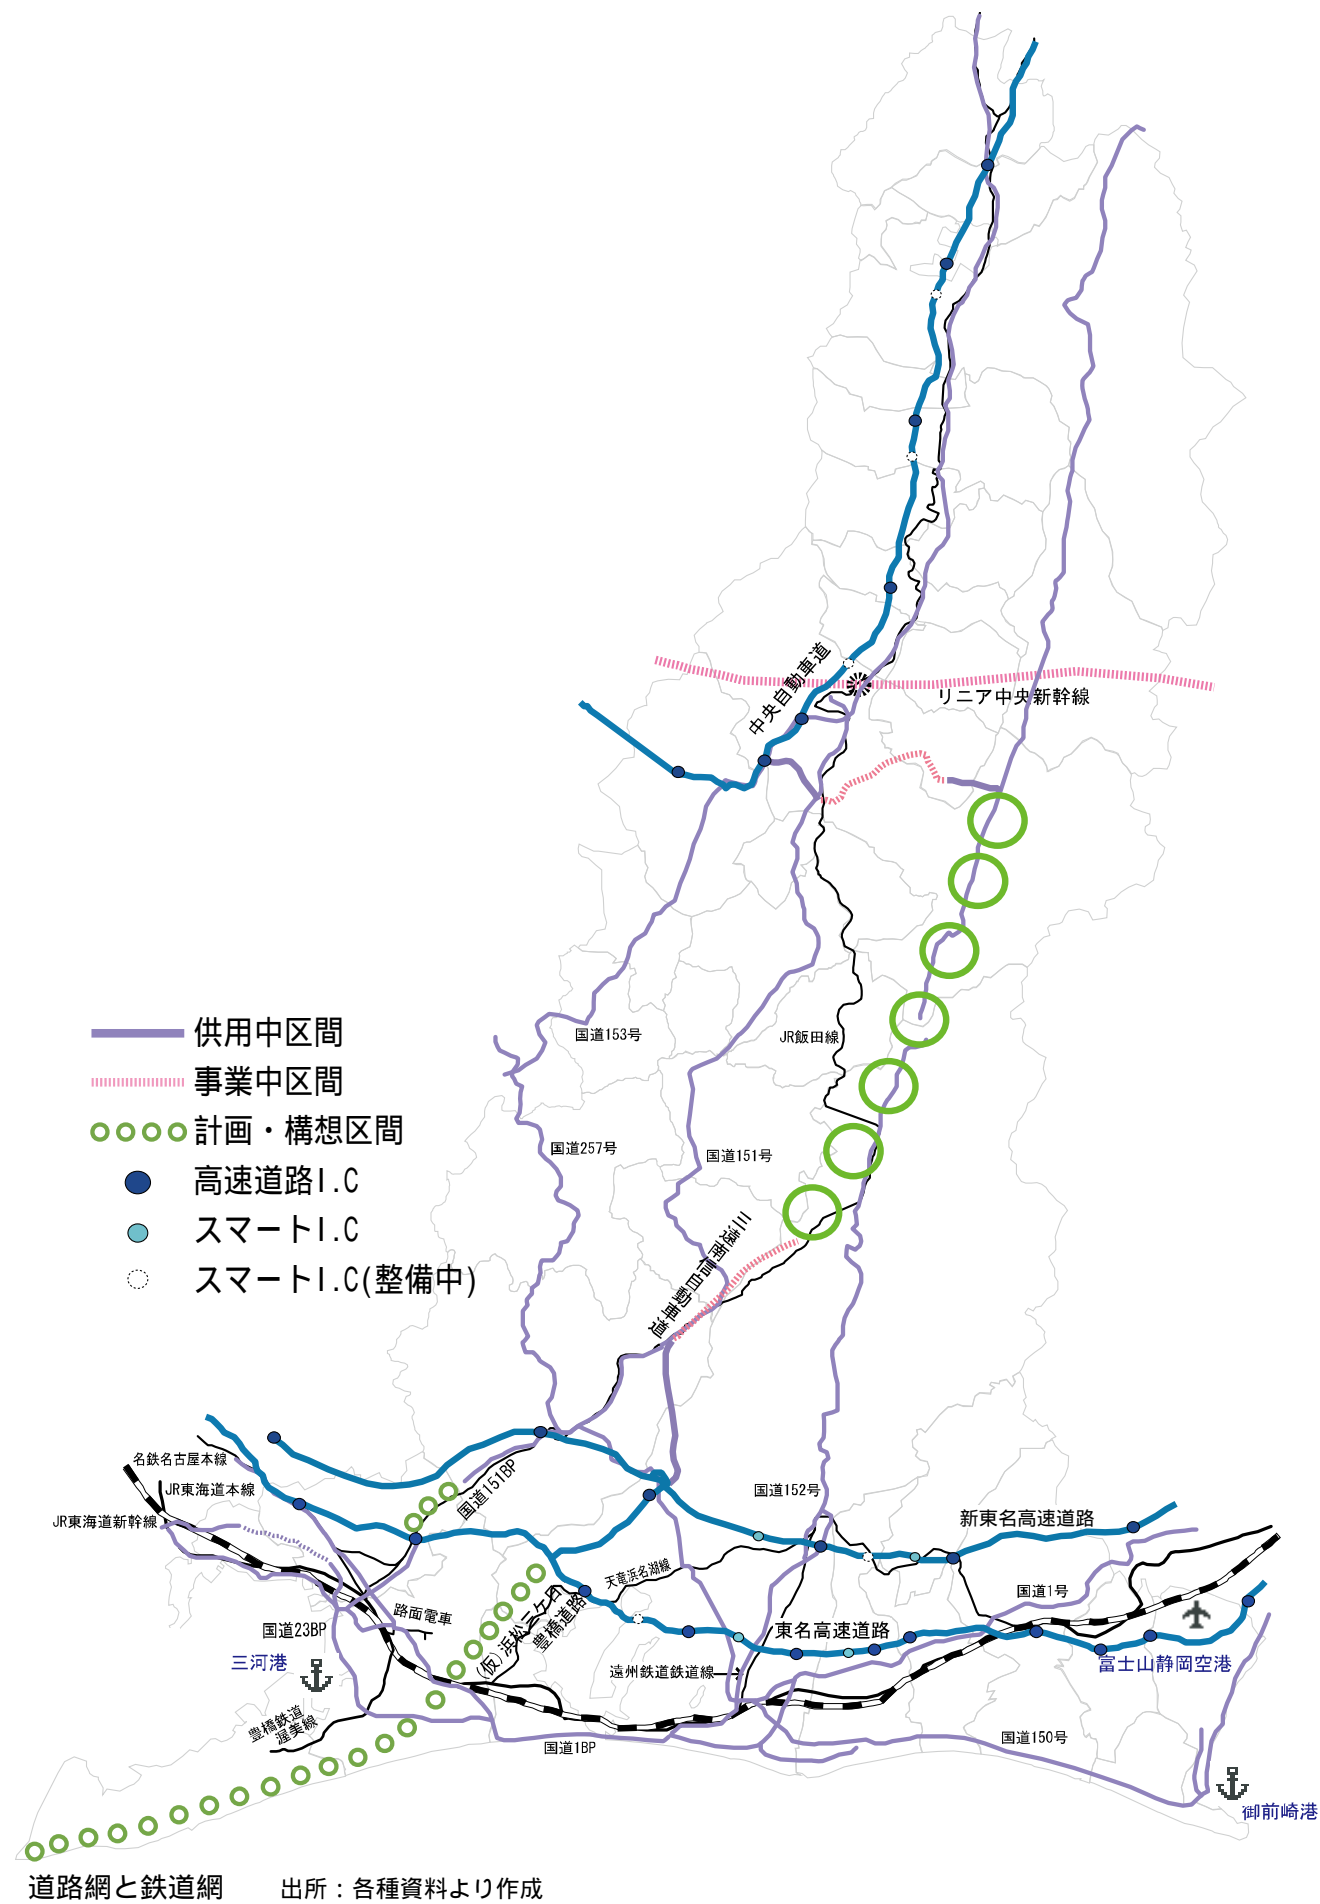 中央自動車道
リニア中央新幹線
供用中区間
国道153号
JR飯田線
事業中区間
計画・構想区間
国道257号
国道151号
高速道路I.C
スマートI.C
三遠南信自動車道
スマートI.C(整備中)
名鉄名古屋本線
JR東海道本線
国道151BP
国道152号
JR東海道新幹線
新東名高速道路
天竜浜名湖線
国道1号
路面電車
(仮)浜松三ケ日
豊橋道路
国道23BP
東名高速道路
三河港
遠州鉄道鉄道線
富士山静岡空港
豊橋鉄道
渥美線
国道1BP
国道150号
御前崎港
道路網と鉄道網
出所：各種資料より作成